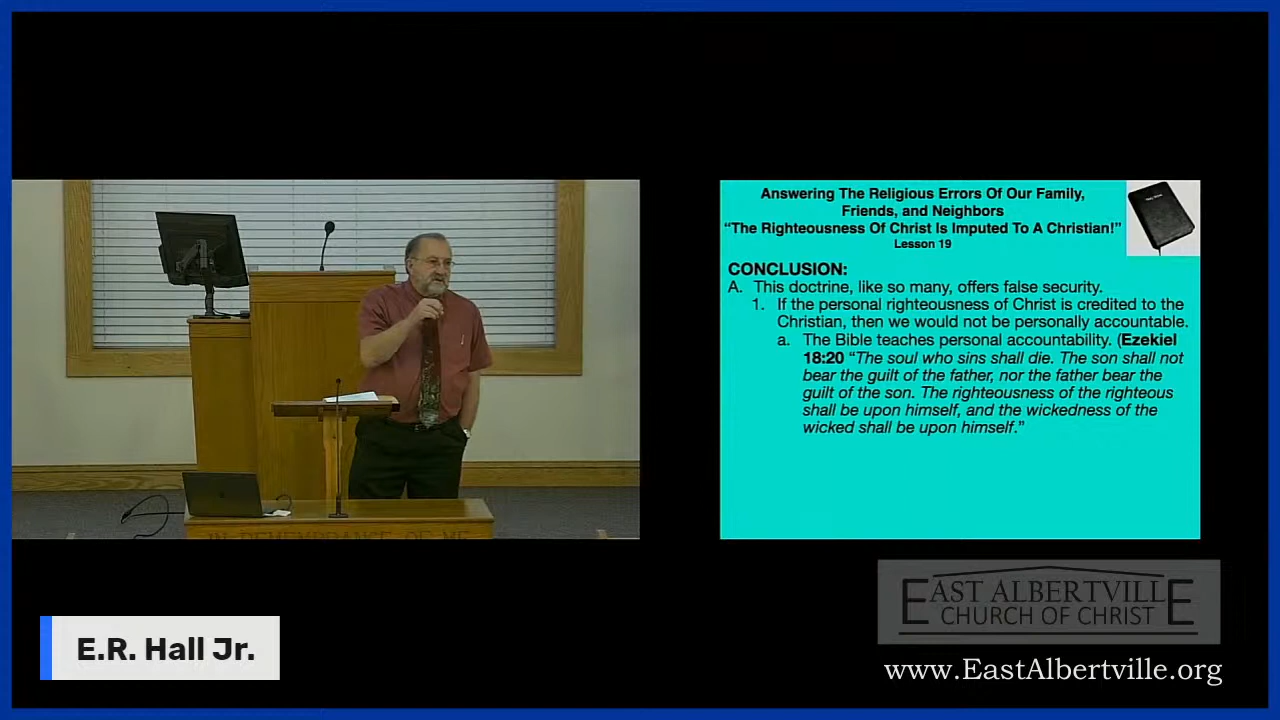 Answering The Religious Errors Of Our Family,
Friends, and Neighbors
“The Righteousness Of Christ Is Imputed To A Christian!”
Lesson 19
CONCLUSION:
A. This doctrine, like so many, offers false security.
1. If the personal righteousness of Christ is credited to the
Christian, then we would not be personally accountable.
a. The Bible teaches personal accountability. (Ezekiel
18:20 “The soul who sins shall die. The son shall not
bear the guilt of the father, nor the father bear the
guilt of the son. The righteousness of the righteous
shall be upon himself, and the wickedness of the
wicked shall be upon himself.”
IN REMEMBRANCE OF ME
EAST ALBERTVILLE
CHURCH OF CHRIST
E.R. Hall Jr.
www.EastAlbertville.org